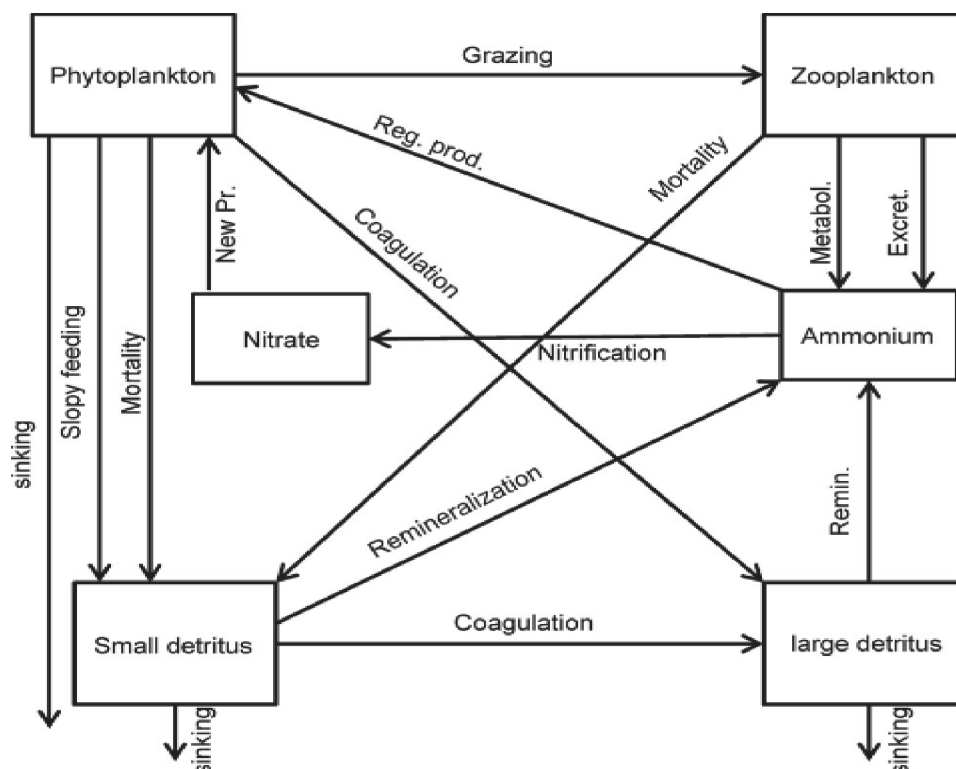 Phytoplankton
Grazing
Zooplankton
Reg. prod.
Mortality
New Pr.
Coagulation
Metabol.
Excret.
Nitrate
Nitrification
Ammonium
sinking
Slopy feeding
Mortality
Remineralization
Remin.
Small detritus
Coagulation
large detritus
sinking
sinking